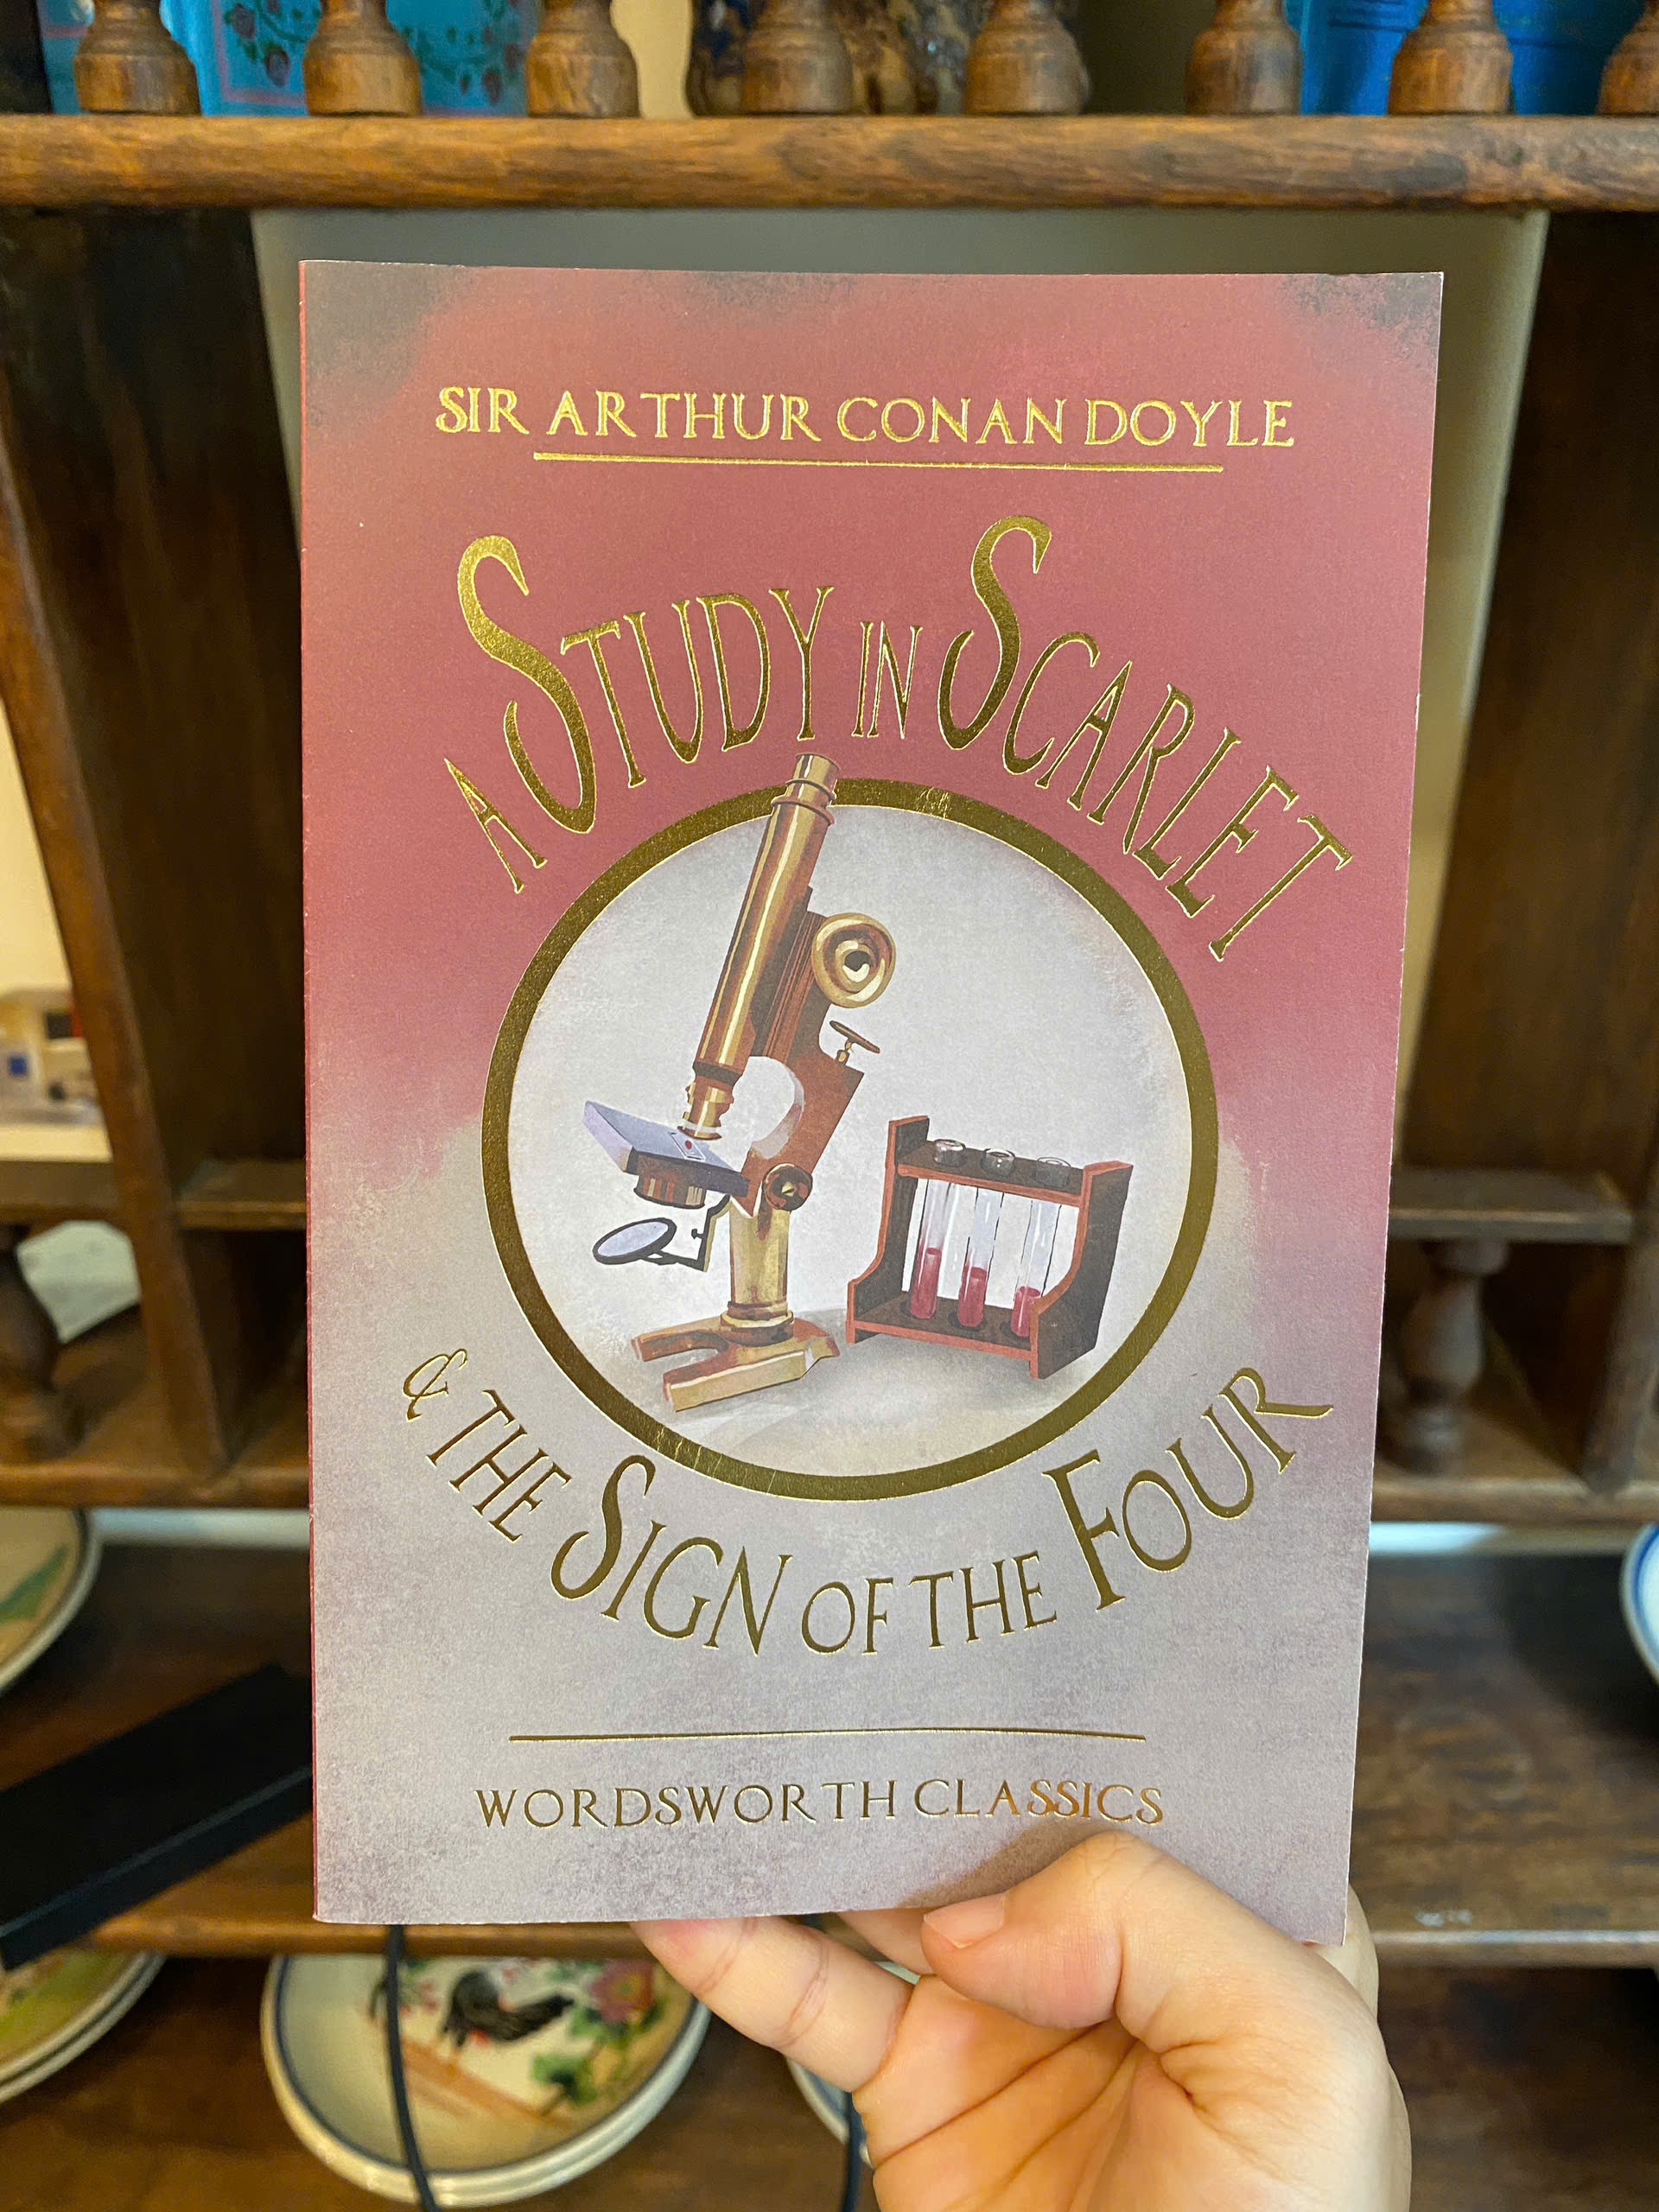 SIR ARTHUR CONAN DOYLE
A STUDY IN SCARLET
& THE SIGN OF THE FOUR
WORDSWORTH CLASSICS